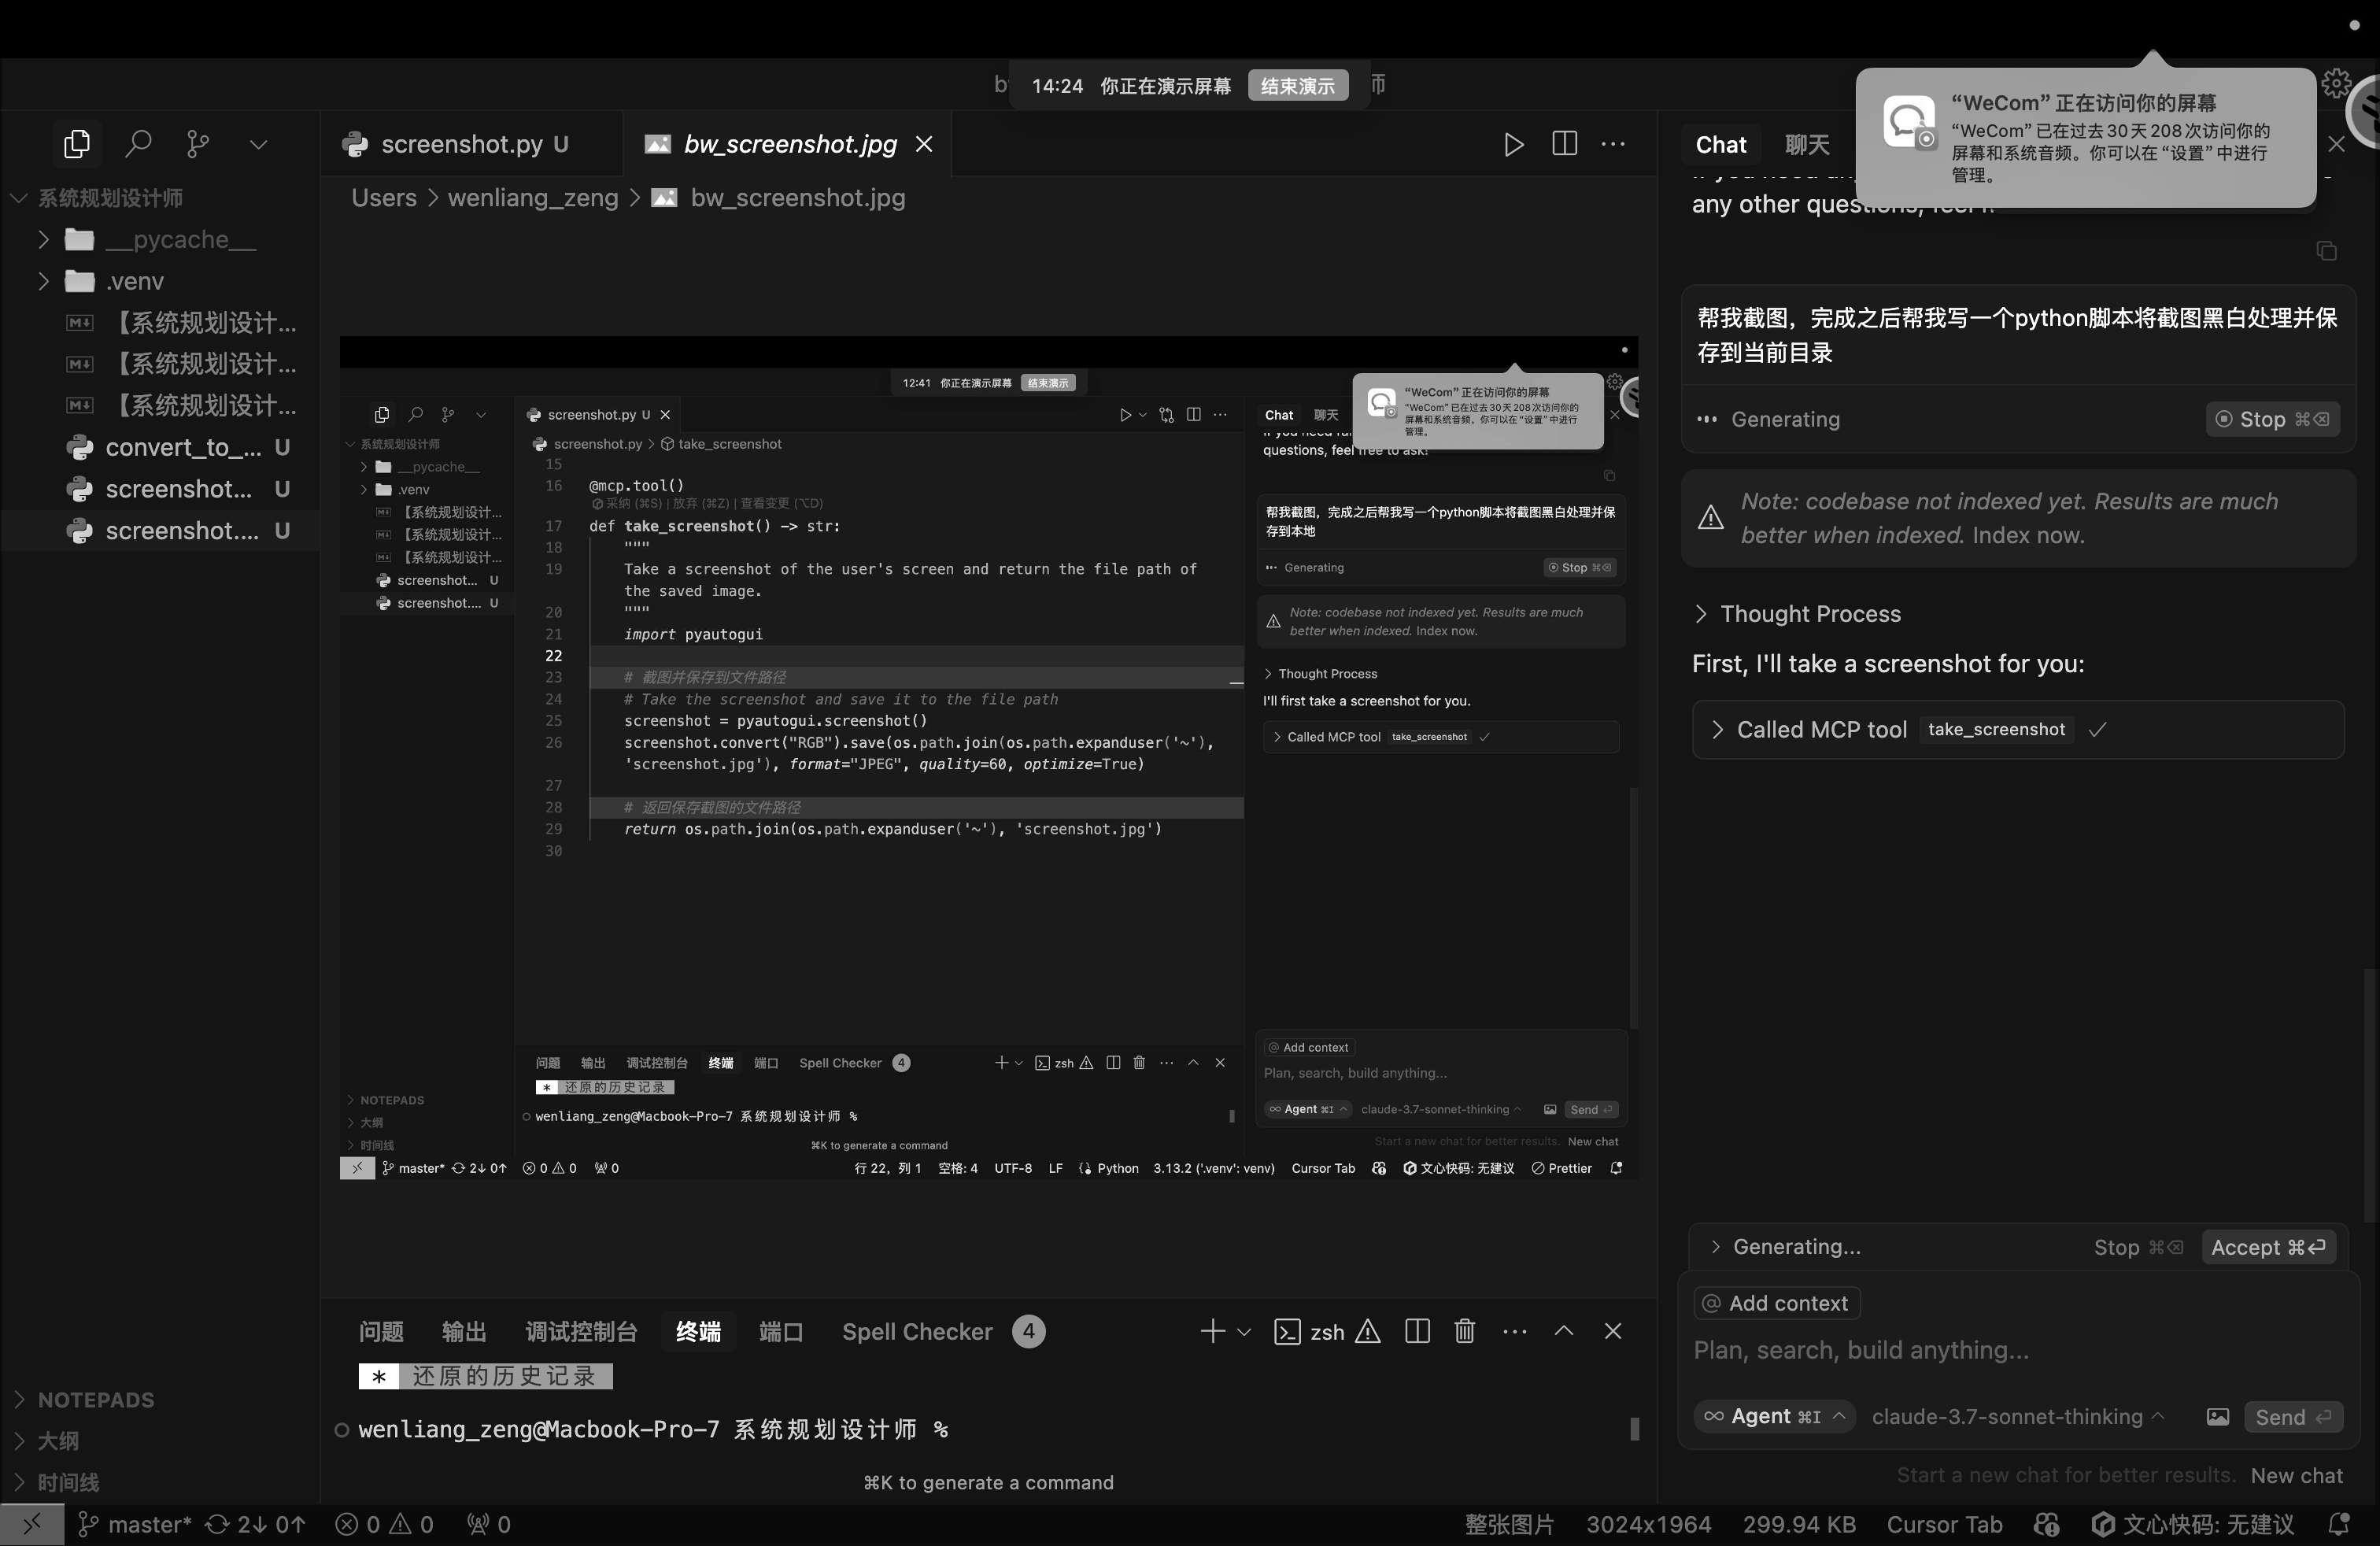 14:24 你正在演示屏幕 结束演示
师
“WeCom” 正在访问你的屏幕
“WeCom” 已在过去 30 天 208 次访问你的
屏幕和系统音频。你可以在 “设置” 中进行
管理。
screenshot.py U
bw_screenshot.jpg
Users > wenliang_zeng > bw_screenshot.jpg
系统规划设计师
__pycache__
.venv
【系统规划设计...
【系统规划设计...
【系统规划设计...
convert_to_... U
screenshot... U
screenshot.... U
NOTEPADS
大纲
时间线
12:41 你正在演示屏幕 结束演示
“WeCom” 正在访问你的屏幕
“WeCom” 已在过去 30 天 208 次访问你的
屏幕和系统音频。你可以在 “设置” 中进行
管理。
screenshot.py U
screenshot.py > take_screenshot
系统规划设计师
__pycache__
.venv
【系统规划设计...
【系统规划设计...
【系统规划设计...
screenshot... U
screenshot.... U
15
16 @mcp.tool()
采纳 (⌘S) | 放弃 (⌘Z) | 查看变更 (⌥D)
17 def take_screenshot() -> str:
18 """
19 Take a screenshot of the user's screen and return the file path of
the saved image.
20 """
21 import pyautogui
22
23 # 截图并保存到文件路径
24 # Take the screenshot and save it to the file path
25 screenshot = pyautogui.screenshot()
26 screenshot.convert("RGB").save(os.path.join(os.path.expanduser('~'),
'screenshot.jpg'), format="JPEG", quality=60, optimize=True)
27
28 # 返回保存截图的文件路径
29 return os.path.join(os.path.expanduser('~'), 'screenshot.jpg')
30
Chat 聊天
questions, feel free to ask!
帮我截图，完成之后帮我写一个python脚本将截图黑白处理并保
存到本地
Generating Stop ⌘⌫
Note: codebase not indexed yet. Results are much
better when indexed. Index now.
Thought Process
I'll first take a screenshot for you.
Called MCP tool take_screenshot
@ Add context
Plan, search, build anything...
Agent ⌘I claude-3.7-sonnet-thinking Send
Start a new chat for better results. New chat
问题 输出 调试控制台 终端 端口 Spell Checker 4
zsh
* 还原的历史记录
wenliang_zeng@Macbook-Pro-7 系统规划设计师 %
⌘K to generate a command
NOTEPADS
大纲
时间线
master* 2↓ 0↑ 0 0 0 行 22，列 1 空格: 4 UTF-8 LF Python 3.13.2 ('.venv': venv) Cursor Tab 文心快码: 无建议 Prettier
问题 输出 调试控制台 终端 端口 Spell Checker 4
zsh
* 还原的历史记录
wenliang_zeng@Macbook-Pro-7 系统规划设计师 %
⌘K to generate a command
Chat 聊天
any other questions, feel
帮我截图，完成之后帮我写一个python脚本将截图黑白处理并保
存到当前目录
Generating Stop ⌘⌫
Note: codebase not indexed yet. Results are much
better when indexed. Index now.
Thought Process
First, I'll take a screenshot for you:
Called MCP tool take_screenshot
Generating... Stop ⌘⌫ Accept ⌘↩
@ Add context
Plan, search, build anything...
Agent ⌘I claude-3.7-sonnet-thinking Send
Start a new chat for better results. New chat
master* 2↓ 0↑ 0 0 0 整张图片 3024x1964 299.94 KB Cursor Tab 文心快码: 无建议